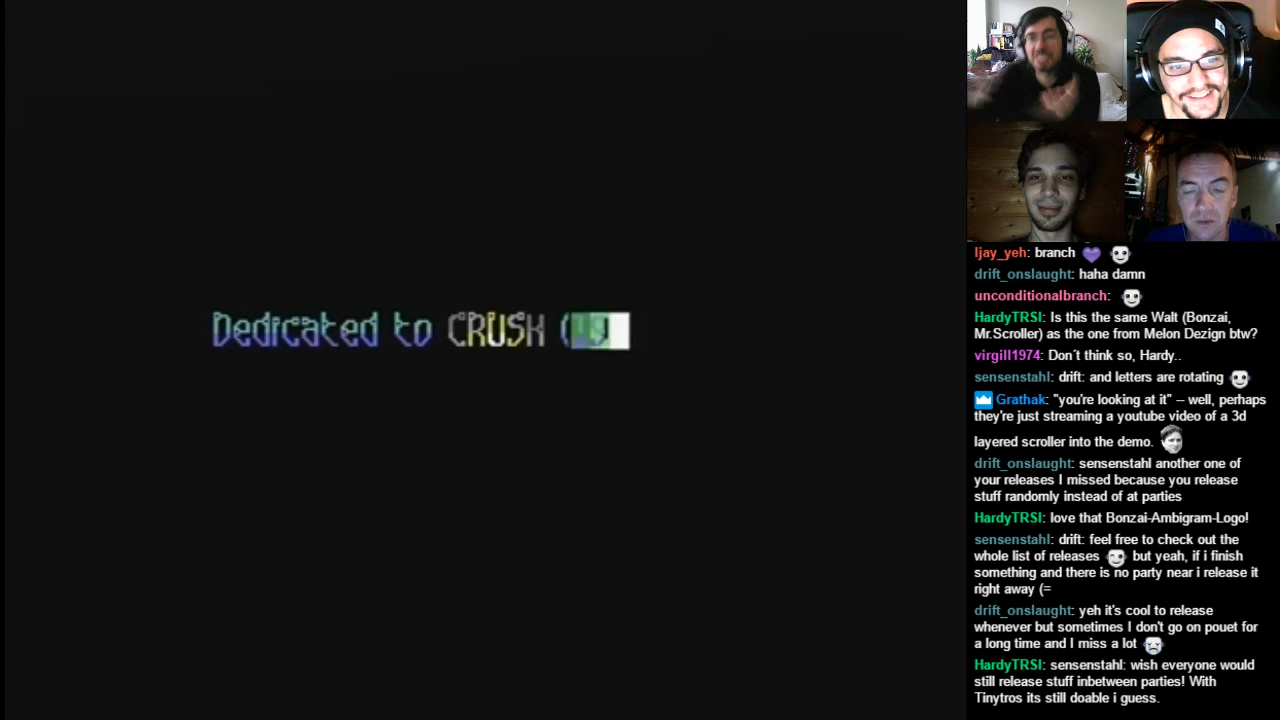 Dedicated to CRUSH (
ljay_yeh: branch
drift_onslaught: haha damn
unconditionalbranch:
HardyTRSI: Is this the same Walt (Bonzai,
Mr.Scroller) as the one from Melon Dezign btw?
virgill1974: Don´t think so, Hardy..
sensenstahl: drift: and letters are rotating
Grathak: "you're looking at it" – well, perhaps
they're just streaming a youtube video of a 3d
layered scroller into the demo.
drift_onslaught: sensenstahl another one of
your releases I missed because you release
stuff randomly instead of at parties
HardyTRSI: love that Bonzai-Ambigram-Logo!
sensenstahl: drift: feel free to check out the
whole list of releases but yeah, if i finish
something and there is no party near i release it
right away (=
drift_onslaught: yeh it's cool to release
whenever but sometimes I don't go on pouet for
a long time and I miss a lot
HardyTRSI: sensenstahl: wish everyone would
still release stuff inbetween parties! With
Tinytros its still doable i guess.